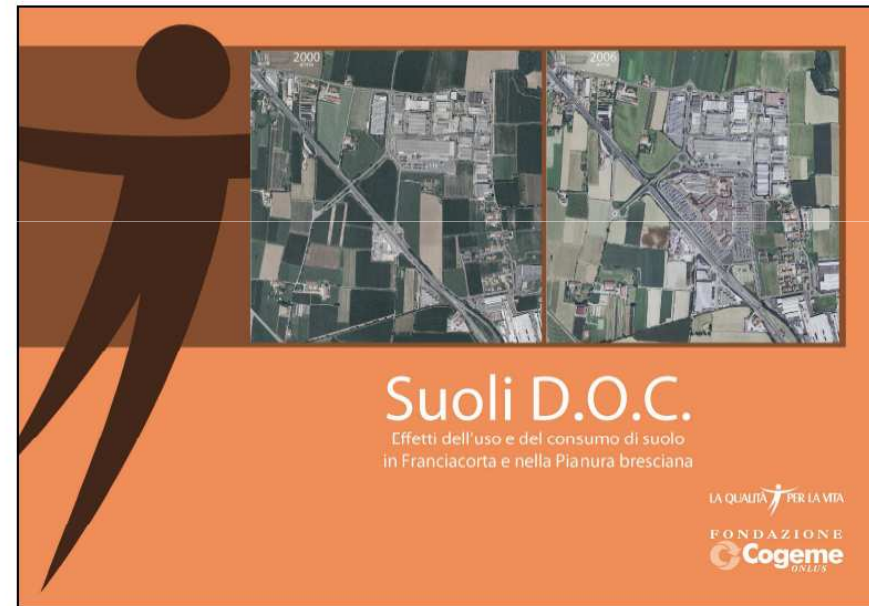 2000
2006
Suoli D.O.C.
Effetti dell'uso e del consumo di suolo
in Franciacorta e nella Pianura bresciana
LA QUALITÀ PER LA VITA
FONDAZIONE
Cogeme
ONLUS